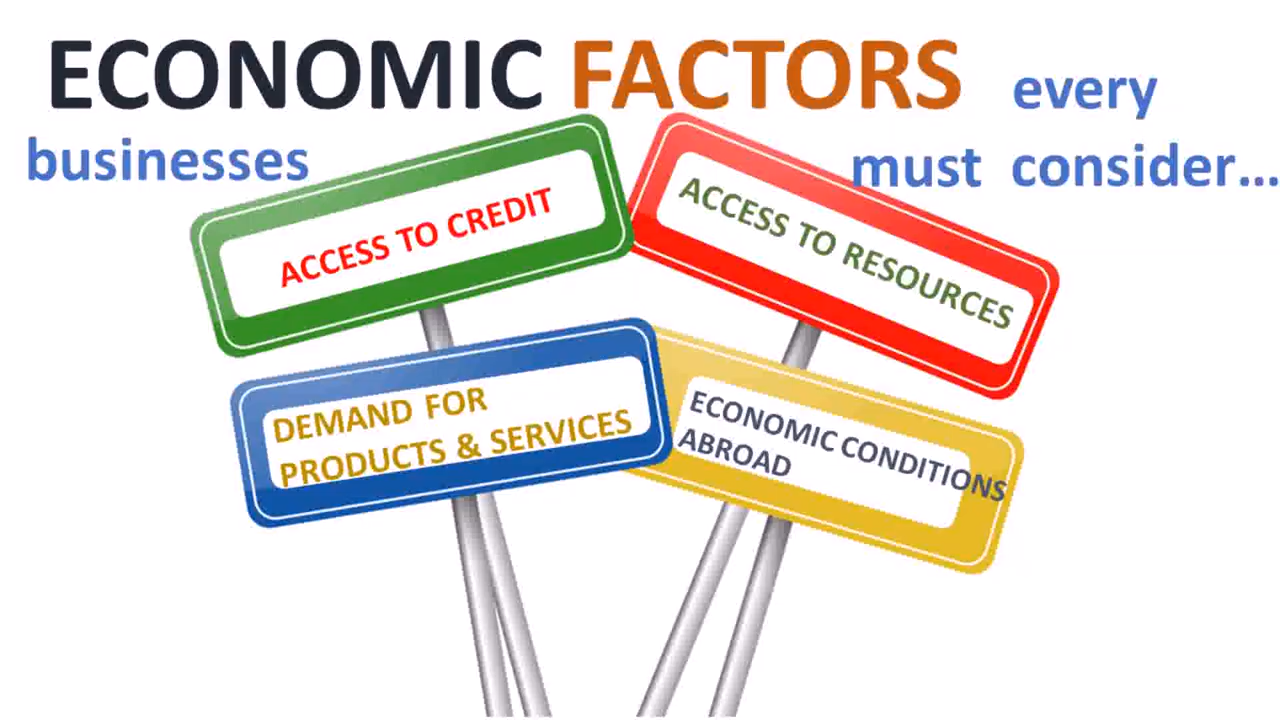 ECONOMIC FACTORS every
businesses must consider...
ACCESS TO CREDIT
ACCESS TO RESOURCES
DEMAND FOR
PRODUCTS & SERVICES
ECONOMIC CONDITIONS
ABROAD